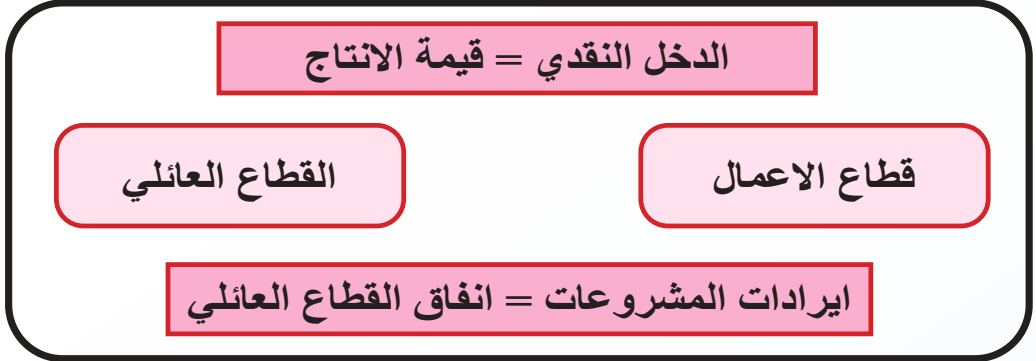 الدخل النقدي = قيمة الانتاج
قطاع الاعمال
القطاع العائلي
ايرادات المشروعات = انفاق القطاع العائلي